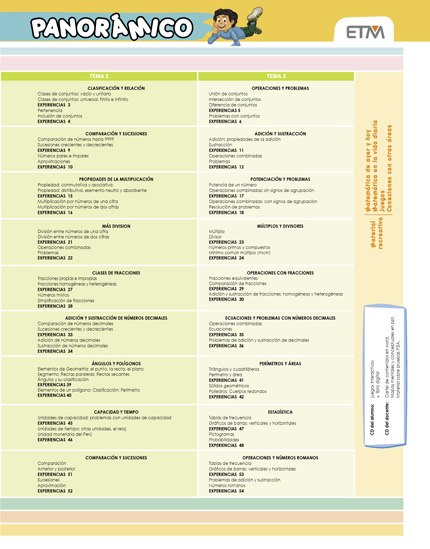 PANORÁMICO
ETM
TEMA 2
TEMA 3
CLASIFICACIÓN Y RELACIÓN
Clases de conjuntos: vacío y unitario
Clases de conjuntos: universal, finito e infinito
EXPERIENCIAS 3
Pertenencia
Inclusión de conjuntos
EXPERIENCIAS 4
OPERACIONES Y PROBLEMAS
Unión de conjuntos
Intersección de conjuntos
Diferencia de conjuntos
EXPERIENCIAS 5
Problemas con conjuntos
EXPERIENCIAS 6
COMPARACIÓN Y SUCESIONES
Comparación de números hasta 9999
Sucesiones crecientes y decrecientes
EXPERIENCIAS 9
Números pares e impares
Aproximaciones
EXPERIENCIAS 10
ADICIÓN Y SUSTRACCIÓN
Adición: propiedades de la adición
Sustracción
EXPERIENCIAS 11
Operaciones combinadas
Problemas
EXPERIENCIAS 12
PROPIEDADES DE LA MULTIPLICACIÓN
Propiedad: conmutativa y asociativa
Propiedad: distributiva, elemento neutro y absorbente
EXPERIENCIAS 15
Multiplicación por números de una cifra
Multiplicación por números de dos cifras
EXPERIENCIAS 16
POTENCIACIÓN Y PROBLEMAS
Potencia de un número
Operaciones combinadas: sin signos de agrupación
EXPERIENCIAS 17
Operaciones combinadas: con signos de agrupación
Resolución de problemas
EXPERIENCIAS 18
MÁS DIVISIÓN
División entre números de una cifra
División entre números de dos cifras
EXPERIENCIAS 21
Operaciones combinadas
Problemas
EXPERIENCIAS 22
MÚLTIPLOS Y DIVISORES
Múltiplo
Divisor
EXPERIENCIAS 23
Números primos y compuestos
Mínimo común múltiplo (mcm)
EXPERIENCIAS 24
CLASES DE FRACCIONES
Fracciones propias e impropias
Fracciones homogéneas y heterogéneas
EXPERIENCIAS 27
Números mixtos
Simplificación de fracciones
EXPERIENCIAS 28
OPERACIONES CON FRACCIONES
Fracciones equivalentes
Comparación de fracciones
EXPERIENCIAS 29
Adición y sustracción de fracciones: homogéneas y heterogéneas
EXPERIENCIAS 30
ADICIÓN Y SUSTRACCIÓN DE NÚMEROS DECIMALES
Comparación de números decimales
Sucesiones crecientes y decrecientes
EXPERIENCIAS 33
Adición de números decimales
Sustracción de números decimales
EXPERIENCIAS 34
ECUACIONES Y PROBLEMAS CON NÚMEROS DECIMALES
Operaciones combinadas
Ecuaciones
EXPERIENCIAS 35
Problemas de adición y sustracción de decimales
EXPERIENCIAS 36
ÁNGULOS Y POLÍGONOS
Elementos de Geometría: el punto, la recta, el plano
Segmento; Rectas paralelas; Rectas secantes
Ángulos y su clasificación
EXPERIENCIAS 39
Elementos de un polígono; Clasificación; Perímetro
EXPERIENCIAS 40
PERÍMETROS Y ÁREAS
Triángulos y cuadriláteros
Perímetro y área
EXPERIENCIAS 41
Sólidos geométricos
Poliedros; Cuerpos redondos
EXPERIENCIAS 42
CAPACIDAD Y TIEMPO
Unidades de capacidad; problemas con unidades de capacidad
EXPERIENCIAS 45
Unidades de tiempo: otras unidades; el reloj
Unidad monetaria del Perú
EXPERIENCIAS 46
ESTADÍSTICA
Tablas de frecuencia
Gráficos de barras: verticales y horizontales
EXPERIENCIAS 47
Pictogramas
Probabilidades
EXPERIENCIAS 48
COMPARACIÓN Y SUCESIONES
Comparación
Anterior y posterior
EXPERIENCIAS 51
Sucesiones
Aproximación
EXPERIENCIAS 52
OPERACIONES Y NÚMEROS ROMANOS
Tablas de frecuencia
Gráficos de barras: verticales y horizontales
EXPERIENCIAS 53
Problemas de adición y sustracción
Números romanos
EXPERIENCIAS 54
Material
recreativo
Matemática de ayer y hoy
Matemática en la vida diaria
Juegos
Conexiones con otras áreas
CD del alumno:
Juegos interactivos
CD del docente:
Cartel de contenidos en word,